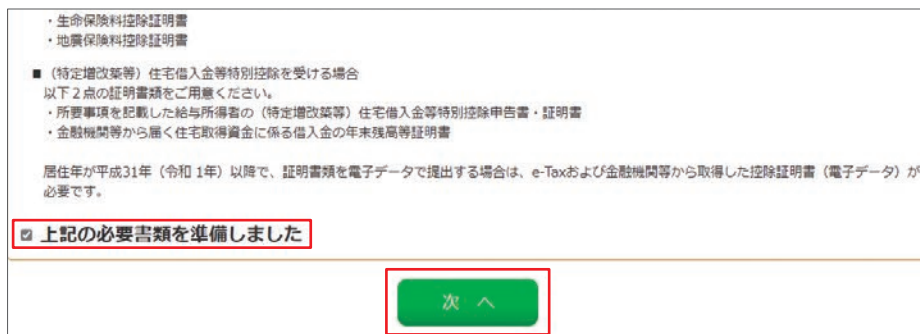 ・生命保険料控除証明書
・地震保険料控除証明書
■（特定増改築等）住宅借入金等特別控除を受ける場合
以下２点の証明書類をご用意ください。
・所要事項を記載した給与所得者の（特定増改築等）住宅借入金等特別控除申告書・証明書
・金融機関等から届く住宅取得資金に係る借入金の年末残高等証明書
居住年が平成31年（令和 1年）以降で、証明書類を電子データで提出する場合は、e-Taxおよび金融機関等から取得した控除証明書（電子データ）が
必要です。
上記の必要書類を準備しました
次 へ